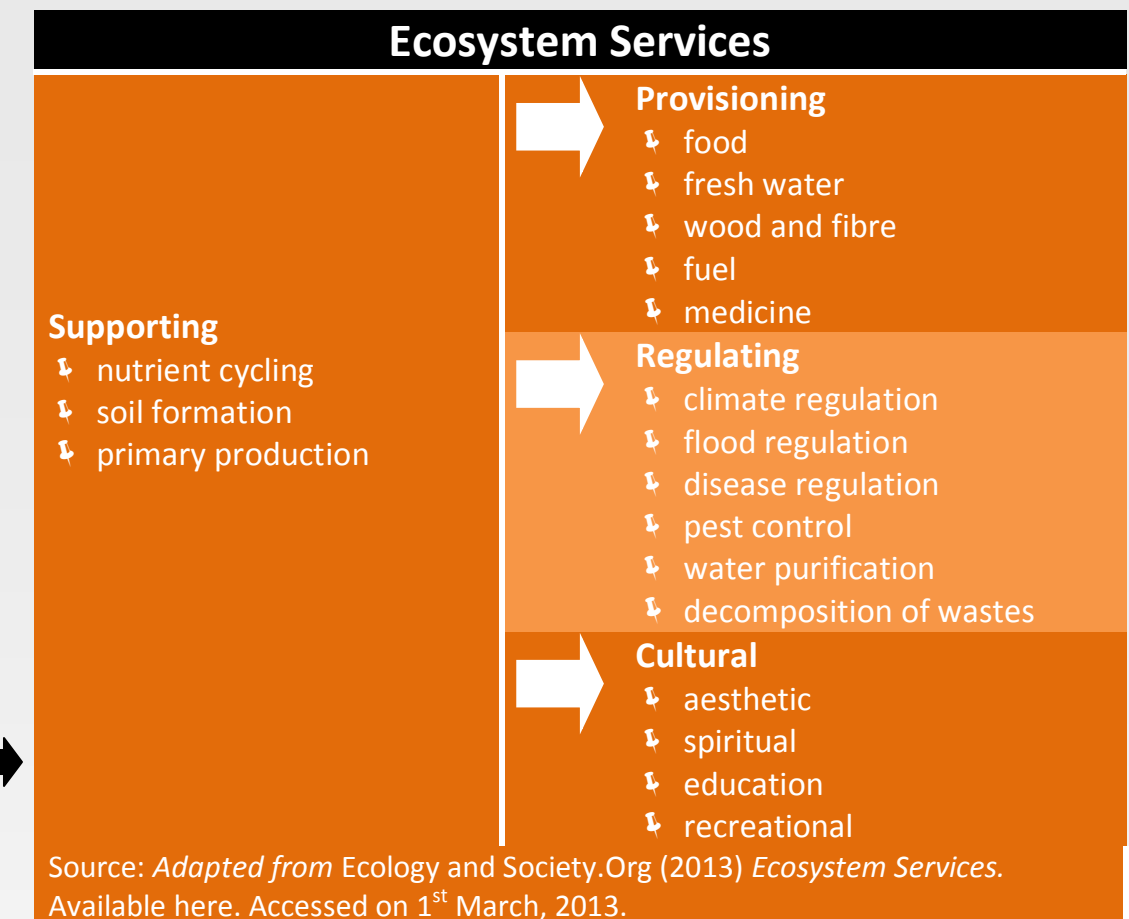 Ecosystem Services
Supporting
nutrient cycling
soil formation
primary production
Provisioning
food
fresh water
wood and fibre
fuel
medicine
Regulating
climate regulation
flood regulation
disease regulation
pest control
water purification
decomposition of wastes
Cultural
aesthetic
spiritual
education
recreational
Source: Adapted from Ecology and Society.Org (2013) Ecosystem Services.
Available here. Accessed on 1st March, 2013.